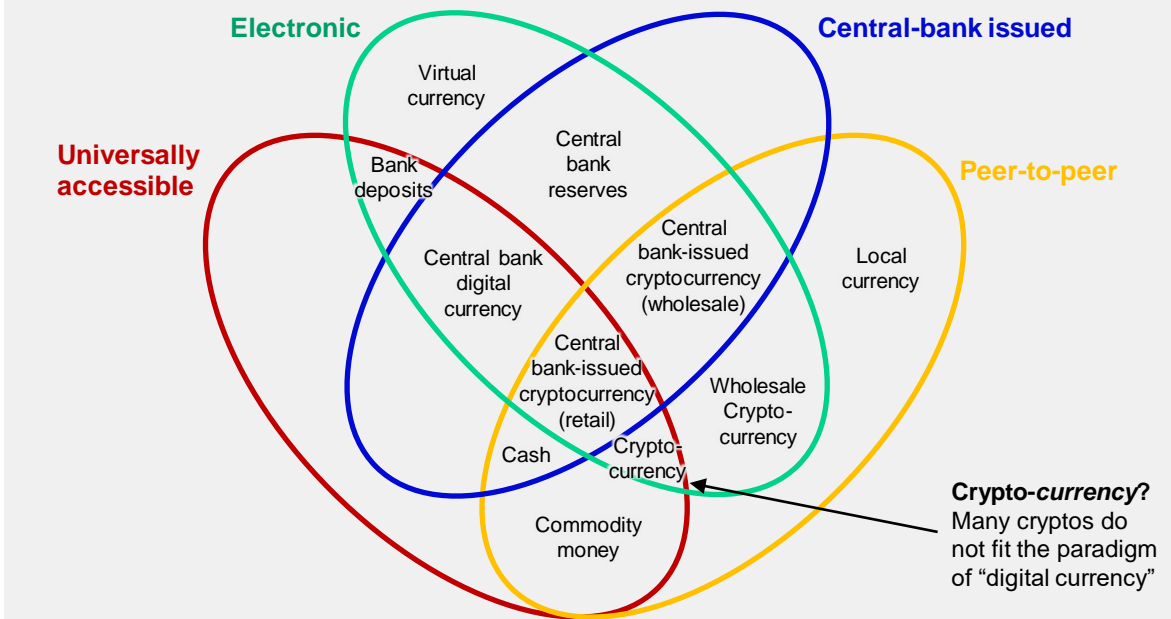 Electronic
Central-bank issued
Virtual
currency
Universally
accessible
Bank
deposits
Central
bank
reserves
Peer-to-peer
Central bank
digital
currency
Central
bank-issued
cryptocurrency
(wholesale)
Local
currency
Central
bank-issued
cryptocurrency
(retail)
Wholesale
Crypto-
currency
Cash
Crypto-
currency
Commodity
money
Crypto-currency?
Many cryptos do
not fit the paradigm
of “digital currency”